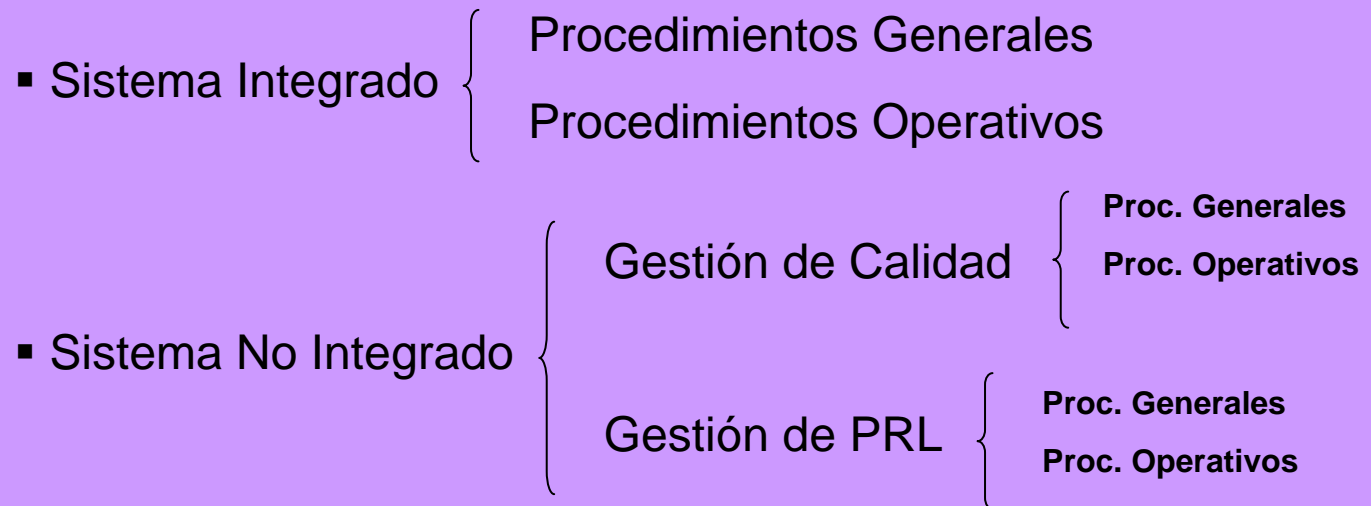 Procedimientos Generales
▪ Sistema Integrado
Procedimientos Operativos
Proc. Generales
Gestión de Calidad
Proc. Operativos
▪ Sistema No Integrado
Proc. Generales
Gestión de PRL
Proc. Operativos